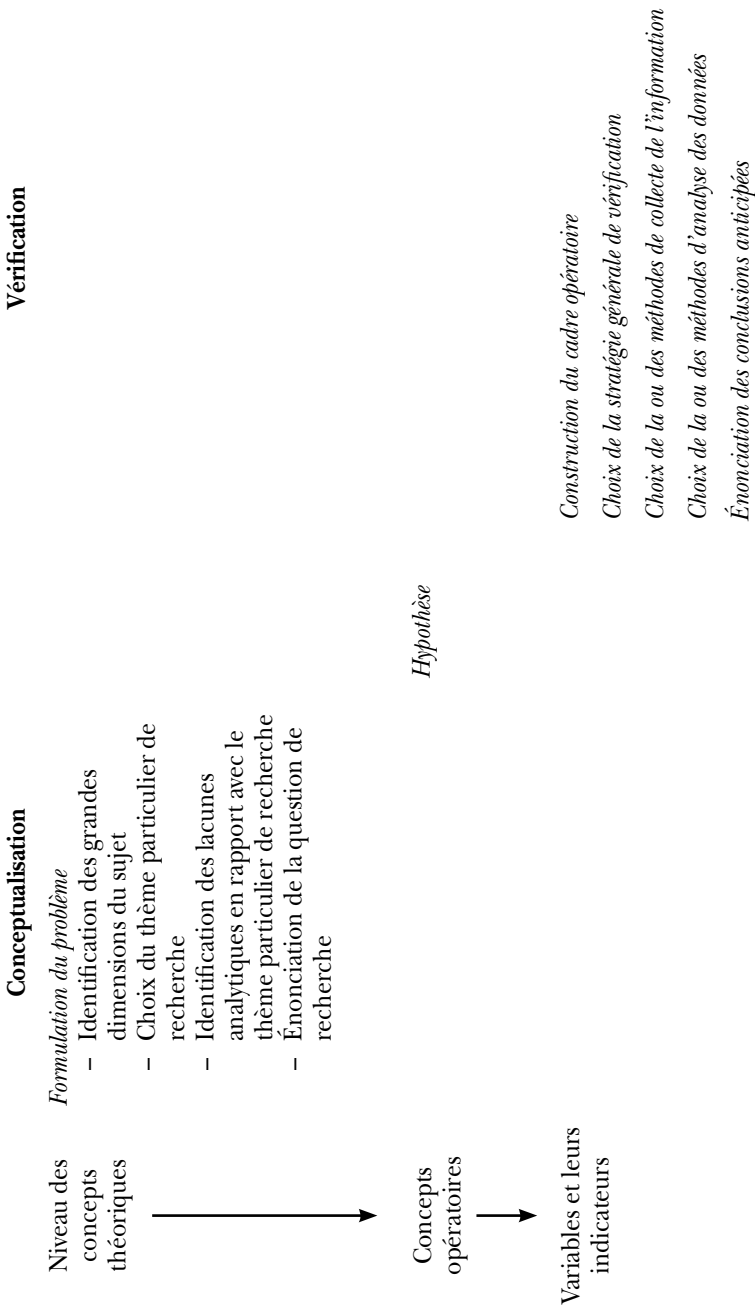 Conceptualisation
Vérification
Niveau des
concepts
théoriques
Formulation du problème
– Identification des grandes
dimensions du sujet
– Choix du thème particulier de
recherche
– Identification des lacunes
analytiques en rapport avec le
thème particulier de recherche
– Énonciation de la question de
recherche
Concepts
opératoires
Hypothèse
Variables et leurs
indicateurs
Construction du cadre opératoire
Choix de la stratégie générale de vérification
Choix de la ou des méthodes de collecte de l’information
Choix de la ou des méthodes d’analyse des données
Énonciation des conclusions anticipées